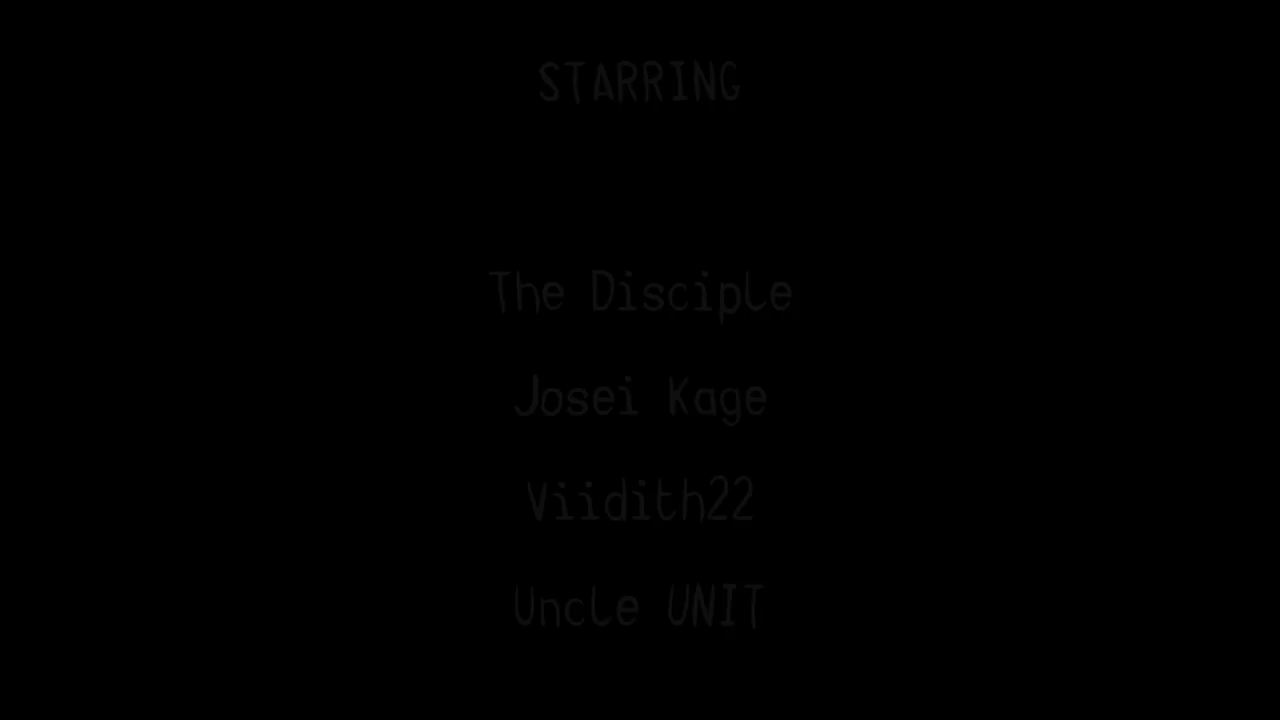 STARRING
The Disciple
Josei Kage
Viidith22
Uncle UNIT